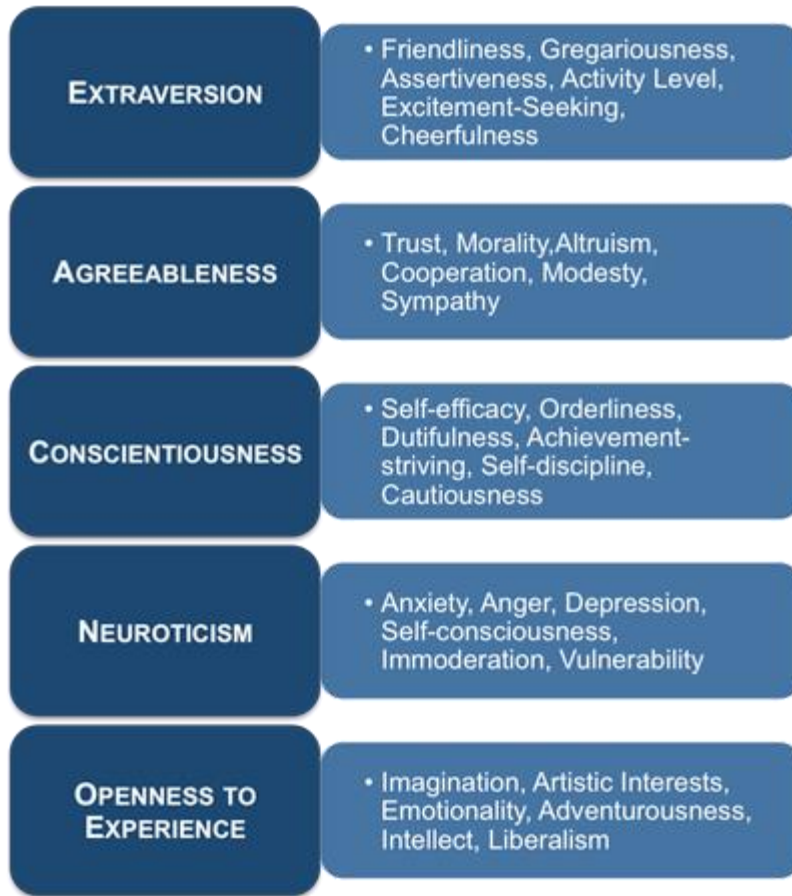 EXTRAVERSION
• Friendliness, Gregariousness,
Assertiveness, Activity Level,
Excitement-Seeking,
Cheerfulness
AGREEABLENESS
• Trust, Morality,Altruism,
Cooperation, Modesty,
Sympathy
CONSCIENTIOUSNESS
• Self-efficacy, Orderliness,
Dutifulness, Achievement-
striving, Self-discipline,
Cautiousness
NEUROTICISM
• Anxiety, Anger, Depression,
Self-consciousness,
Immoderation, Vulnerability
OPENNESS TO
EXPERIENCE
• Imagination, Artistic Interests,
Emotionality, Adventurousness,
Intellect, Liberalism